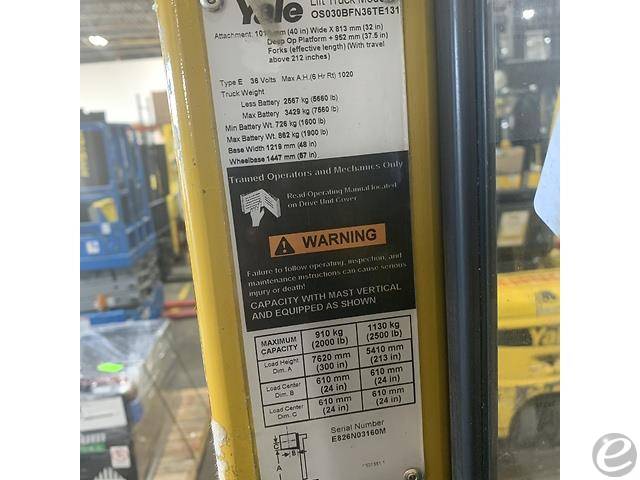 Yale Lift Truck Model
OS030BFN36TE131
Attachment. (40 in) Wide X 813 mm (32 in)
Deep Op Platform + 952 mm (37.5 in)
Forks (effective length) (With travel
above 212 inches)
Type E 36 Volts Max A.H.(6 Hr Rt) 1020
Truck Weight
Less Battery 2567 kg (5660 lb)
Max Battery 3429 kg (7560 lb)
Min Battery Wt. 726 kg (1600 lb)
Max Battery Wt. 862 kg (1900 lb)
Base Width 1219 mm (48 in)
Wheelbase 1447 mm (57 in)
Trained Operators and Mechanics Only
Read Operating Manual located
on Drive Unit Cover
WARNING
Failure to follow operating, inspection, and
maintenance instructions can cause serious
injury or death!
CAPACITY WITH MAST VERTICAL
AND EQUIPPED AS SHOWN
MAXIMUM CAPACITY 910 kg (2000 lb) 1130 kg (2500 lb)
Load Height Dim. A 7620 mm (300 in) 5410 mm (213 in)
Load Center Dim. B 610 mm (24 in) 610 mm (24 in)
Load Center Dim. C 610 mm (24 in) 610 mm (24 in)
Serial Number
E826N03160M
C
B
A
Yale
e